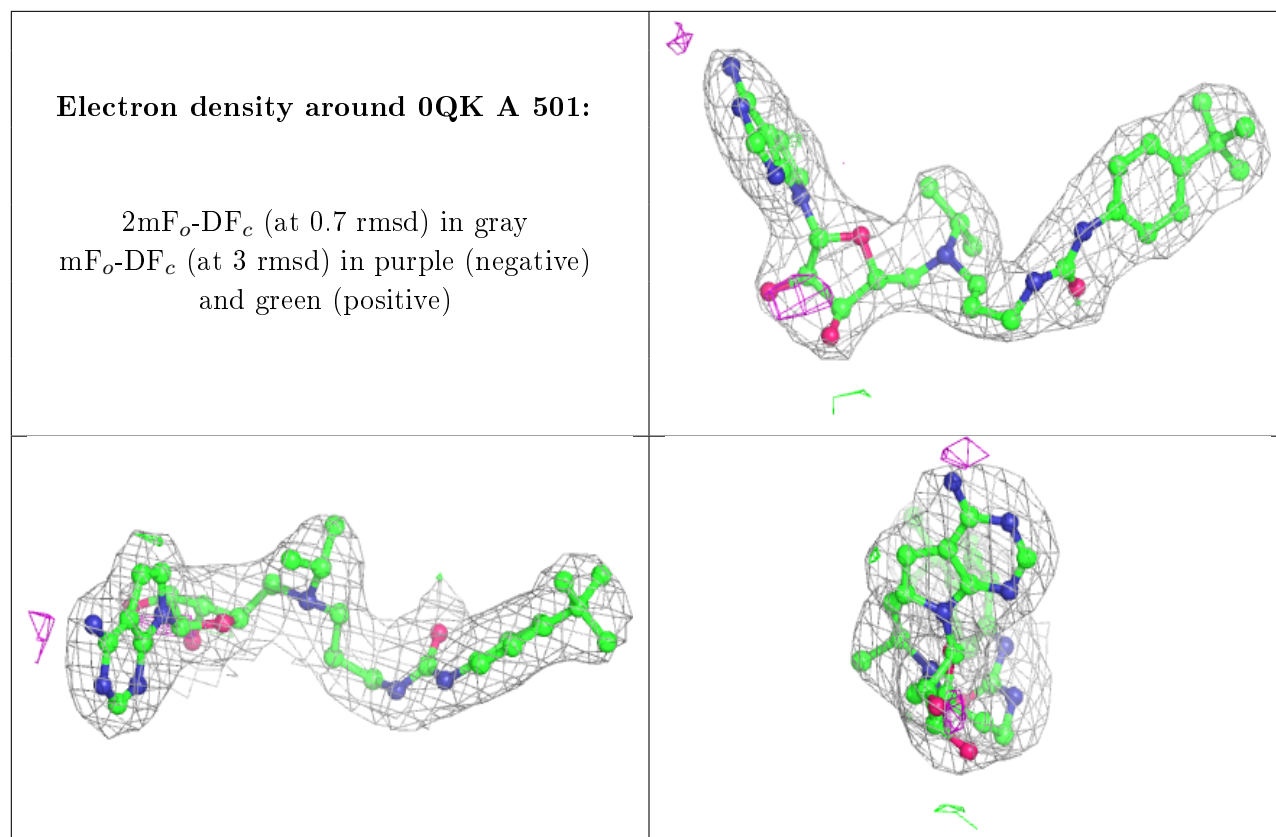 Electron density around 0QK A 501:
2mFo-DFc (at 0.7 rmsd) in gray
mFo-DFc (at 3 rmsd) in purple (negative)
and green (positive)